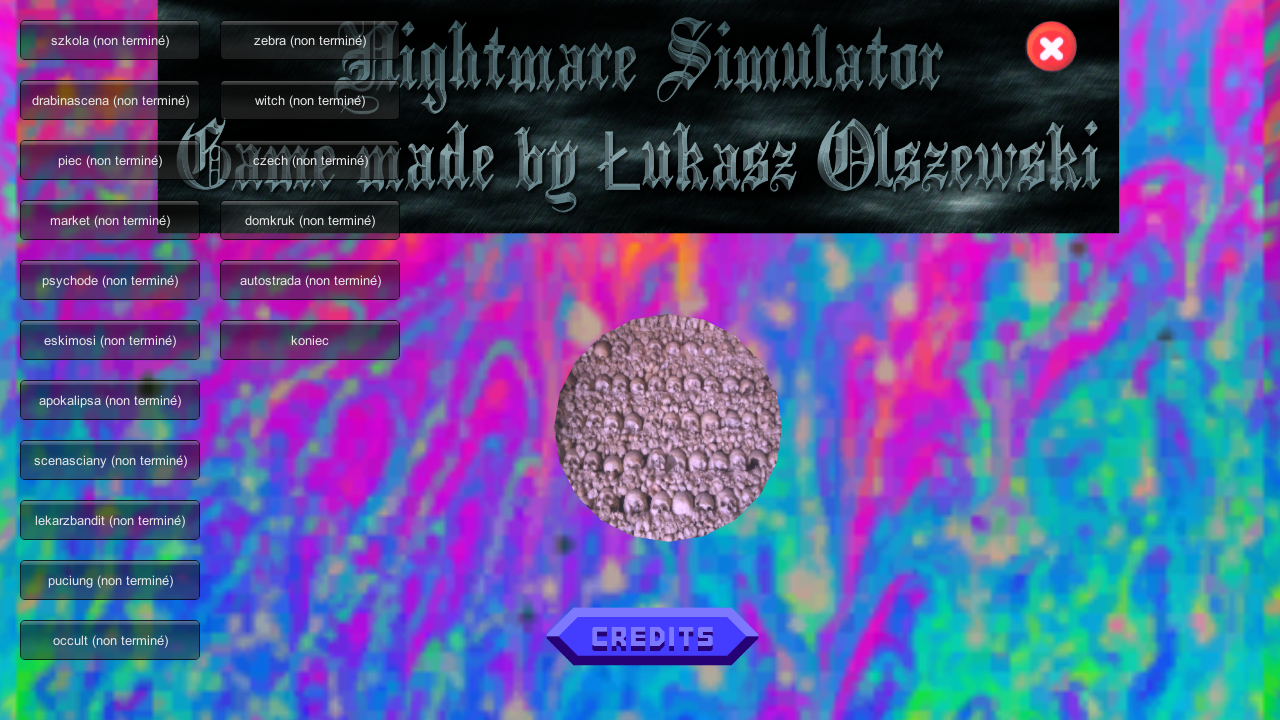 Nightmare Simulator
Game made by Łukasz Olszewski
szkola (non terminé)
drabinascena (non terminé)
piec (non terminé)
market (non terminé)
psychode (non terminé)
eskimosi (non terminé)
apokalipsa (non terminé)
scenasciany (non terminé)
lekarzbandit (non terminé)
puciung (non terminé)
occult (non terminé)
zebra (non terminé)
witch (non terminé)
czech (non terminé)
domkruk (non terminé)
autostrada (non terminé)
koniec
CREDITS